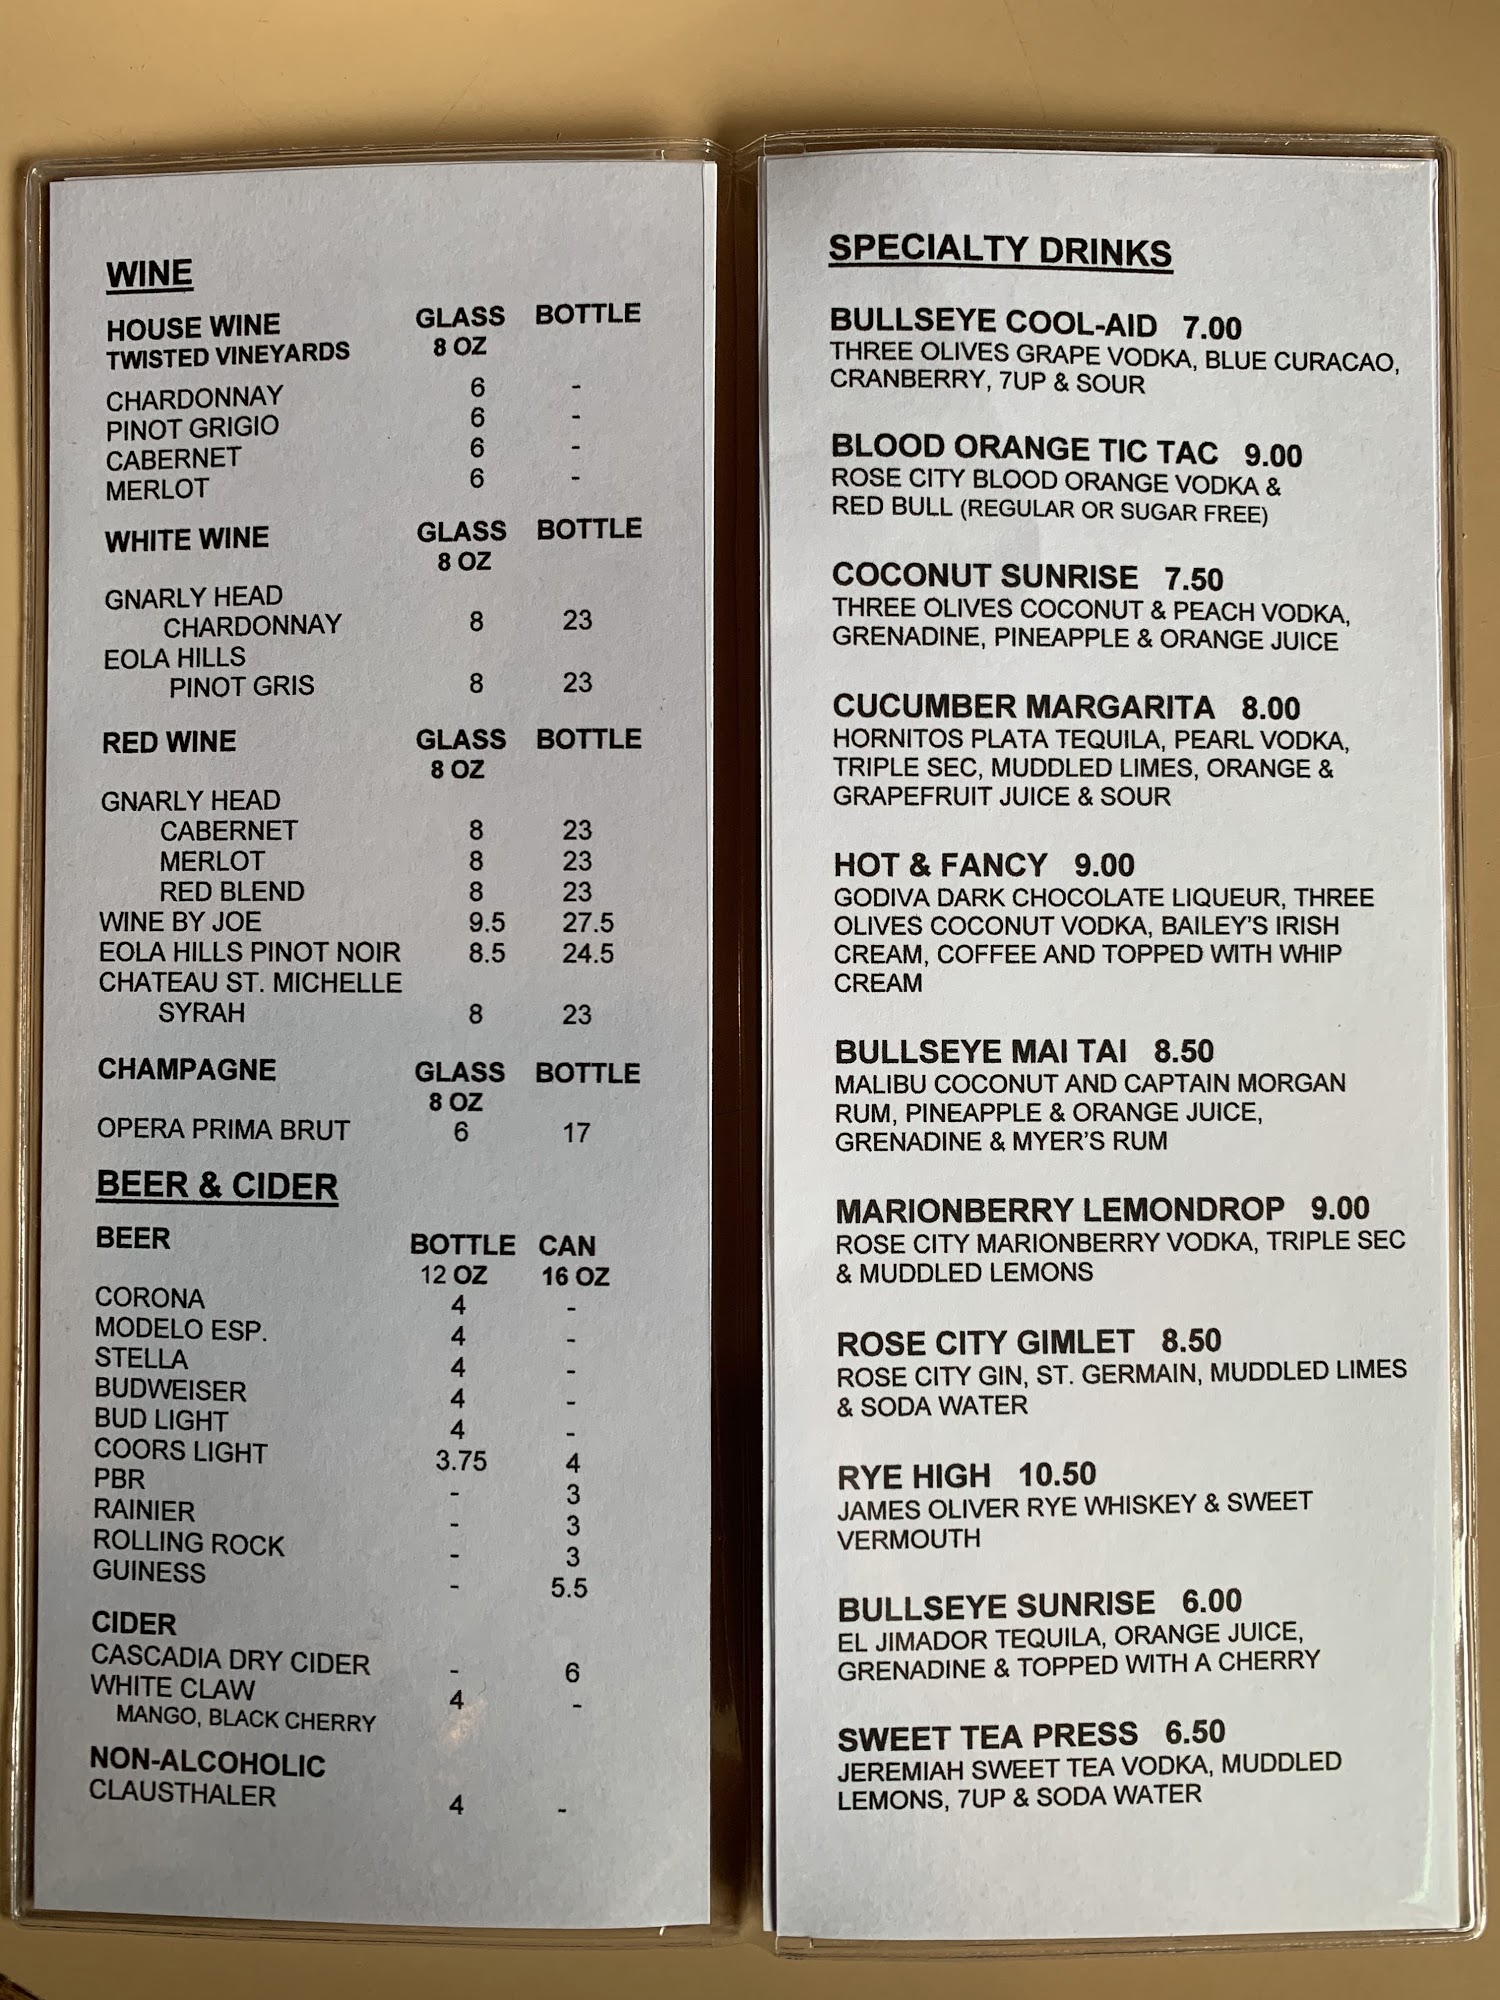 WINE
HOUSE WINE GLASS BOTTLE
TWISTED VINEYARDS 8 OZ
CHARDONNAY 6 -
PINOT GRIGIO 6 -
CABERNET 6 -
MERLOT 6 -
WHITE WINE GLASS BOTTLE
8 OZ
GNARLY HEAD
CHARDONNAY 8 23
EOLA HILLS
PINOT GRIS 8 23
RED WINE GLASS BOTTLE
8 OZ
GNARLY HEAD
CABERNET 8 23
MERLOT 8 23
RED BLEND 8 23
WINE BY JOE 9.5 27.5
EOLA HILLS PINOT NOIR 8.5 24.5
CHATEAU ST. MICHELLE
SYRAH 8 23
CHAMPAGNE GLASS BOTTLE
8 OZ
OPERA PRIMA BRUT 6 17
BEER & CIDER
BEER BOTTLE CAN
12 OZ 16 OZ
CORONA 4 -
MODELO ESP. 4 -
STELLA 4 -
BUDWEISER 4 -
BUD LIGHT 4 -
COORS LIGHT 3.75 4
PBR - 3
RAINIER - 3
ROLLING ROCK - 3
GUINESS - 5.5
CIDER
CASCADIA DRY CIDER - 6
WHITE CLAW 4 -
MANGO, BLACK CHERRY
NON-ALCOHOLIC
CLAUSTHALER 4 -
SPECIALTY DRINKS
BULLSEYE COOL-AID 7.00
THREE OLIVES GRAPE VODKA, BLUE CURACAO,
CRANBERRY, 7UP & SOUR
BLOOD ORANGE TIC TAC 9.00
ROSE CITY BLOOD ORANGE VODKA &
RED BULL (REGULAR OR SUGAR FREE)
COCONUT SUNRISE 7.50
THREE OLIVES COCONUT & PEACH VODKA,
GRENADINE, PINEAPPLE & ORANGE JUICE
CUCUMBER MARGARITA 8.00
HORNITOS PLATA TEQUILA, PEARL VODKA,
TRIPLE SEC, MUDDLED LIMES, ORANGE &
GRAPEFRUIT JUICE & SOUR
HOT & FANCY 9.00
GODIVA DARK CHOCOLATE LIQUEUR, THREE
OLIVES COCONUT VODKA, BAILEY'S IRISH
CREAM, COFFEE AND TOPPED WITH WHIP
CREAM
BULLSEYE MAI TAI 8.50
MALIBU COCONUT AND CAPTAIN MORGAN
RUM, PINEAPPLE & ORANGE JUICE,
GRENADINE & MYER'S RUM
MARIONBERRY LEMONDROP 9.00
ROSE CITY MARIONBERRY VODKA, TRIPLE SEC
& MUDDLED LEMONS
ROSE CITY GIMLET 8.50
ROSE CITY GIN, ST. GERMAIN, MUDDLED LIMES
& SODA WATER
RYE HIGH 10.50
JAMES OLIVER RYE WHISKEY & SWEET
VERMOUTH
BULLSEYE SUNRISE 6.00
EL JIMADOR TEQUILA, ORANGE JUICE,
GRENADINE & TOPPED WITH A CHERRY
SWEET TEA PRESS 6.50
JEREMIAH SWEET TEA VODKA, MUDDLED
LEMONS, 7UP & SODA WATER